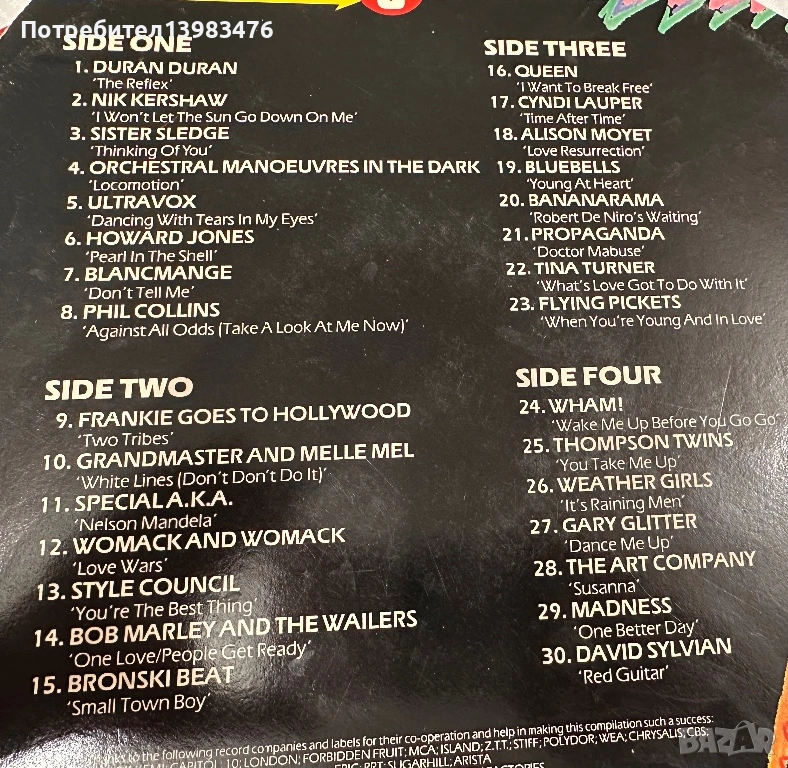 Потребител 13983476
SIDE ONE
1. DURAN DURAN
'The Reflex'
2. NIK KERSHAW
'I Won't Let The Sun Go Down On Me'
3. SISTER SLEDGE
'Thinking Of You'
4. ORCHESTRAL MANOEUVRES IN THE DARK
'Locomotion'
5. ULTRAVOX
'Dancing With Tears In My Eyes'
6. HOWARD JONES
'Pearl In The Shell'
7. BLANCMANGE
'Don't Tell Me'
8. PHIL COLLINS
'Against All Odds (Take A Look At Me Now)'
SIDE TWO
9. FRANKIE GOES TO HOLLYWOOD
'Two Tribes'
10. GRANDMASTER AND MELLE MEL
'White Lines (Don't Don't Do It)'
11. SPECIAL A.K.A.
'Nelson Mandela'
12. WOMACK AND WOMACK
'Love Wars'
13. STYLE COUNCIL
'You're The Best Thing'
14. BOB MARLEY AND THE WAILERS
'One Love/People Get Ready'
15. BRONSKI BEAT
'Small Town Boy'
SIDE THREE
16. QUEEN
'I Want To Break Free'
17. CYNDI LAUPER
'Time After Time'
18. ALISON MOYET
'Love Resurrection'
19. BLUEBELLS
'Young At Heart'
20. BANANARAMA
'Robert De Niro's Waiting'
21. PROPAGANDA
'Doctor Mabuse'
22. TINA TURNER
'What's Love Got To Do With It'
23. FLYING PICKETS
'When You're Young And In Love'
SIDE FOUR
24. WHAM!
'Wake Me Up Before You Go Go'
25. THOMPSON TWINS
'You Take Me Up'
26. WEATHER GIRLS
'It's Raining Men'
27. GARY GLITTER
'Dance Me Up'
28. THE ART COMPANY
'Susanna'
29. MADNESS
'One Better Day'
30. DAVID SYLVIAN
'Red Guitar'
to the following record companies and labels for their co-operation and help in making this compilation such a success:
CAPITOL; 10; LONDON; FORBIDDEN FRUIT; MCA; ISLAND; Z.T.T.; STIFF; POLYDOR; WEA; CHRYSALIS; CBS;
EPIC; PRT; SUGARHILL; ARISTA
BAZAR